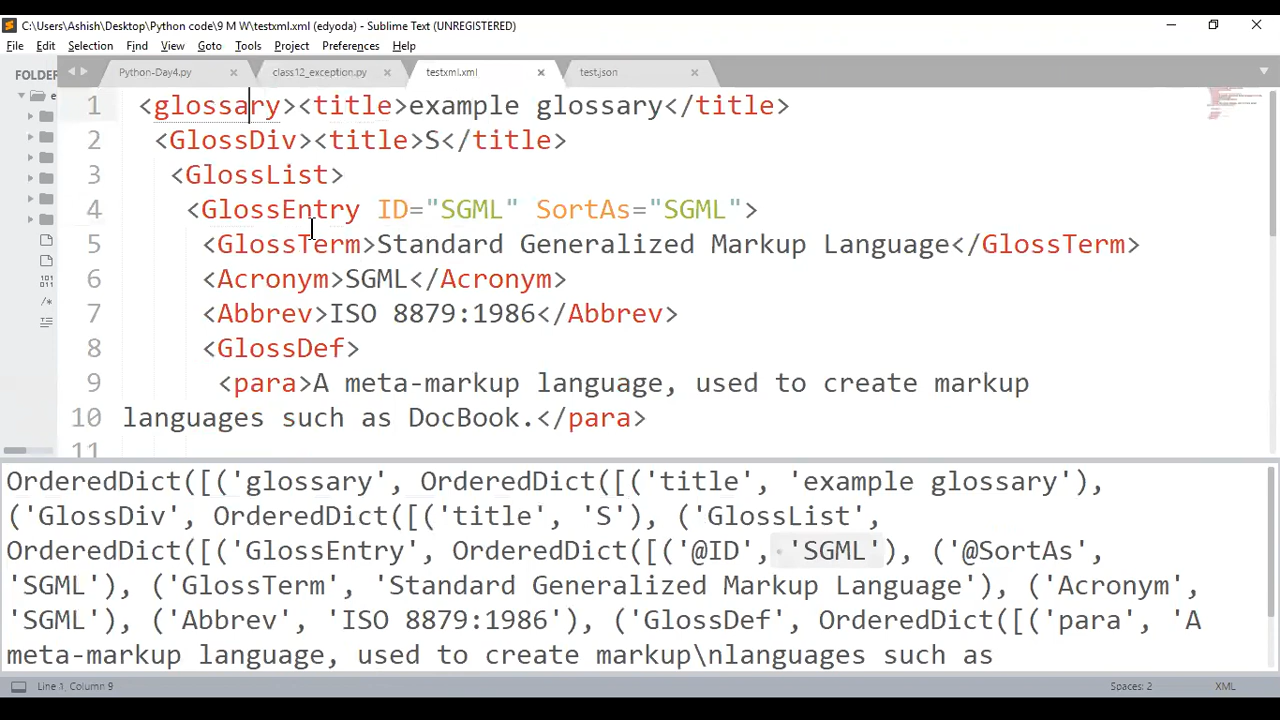 C:\Users\Ashish\Desktop\Python code\9 M W\testxml.xml (edyoda) - Sublime Text (UNREGISTERED)
File Edit Selection Find View Goto Tools Project Preferences Help
FOLDER
Python-Day4.py × class12_exception.py × testxml.xml × test.json ×
1 <glossary><title>example glossary</title>
2 <GlossDiv><title>S</title>
3 <GlossList>
4 <GlossEntry ID="SGML" SortAs="SGML">
5 <GlossTerm>Standard Generalized Markup Language</GlossTerm>
6 <Acronym>SGML</Acronym>
7 <Abbrev>ISO 8879:1986</Abbrev>
8 <GlossDef>
9 <para>A meta-markup language, used to create markup
10 languages such as DocBook.</para>
11
OrderedDict([('glossary', OrderedDict([('title', 'example glossary'),
('GlossDiv', OrderedDict([('title', 'S'), ('GlossList',
OrderedDict([('GlossEntry', OrderedDict([('@ID', 'SGML'), ('@SortAs',
'SGML'), ('GlossTerm', 'Standard Generalized Markup Language'), ('Acronym',
'SGML'), ('Abbrev', 'ISO 8879:1986'), ('GlossDef', OrderedDict([('para', 'A
meta-markup language, used to create markup\nlanguages such as
Line 1, Column 9 Spaces: 2 XML